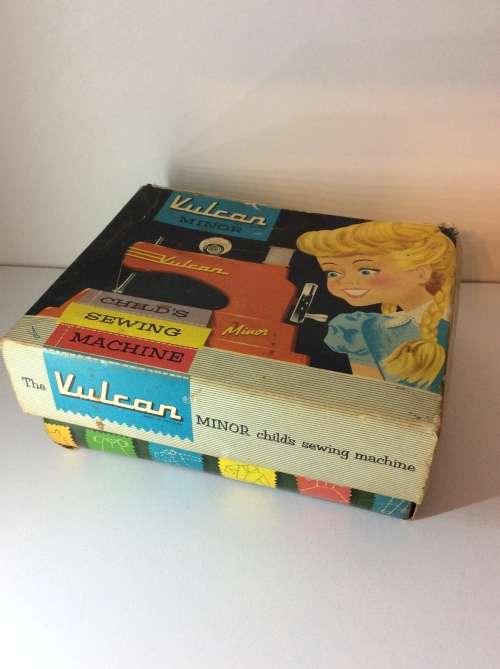 Vulcan
MINOR
Vulcan
CHILD'S
SEWING
MACHINE
Minor
The Vulcan MINOR child's sewing machine